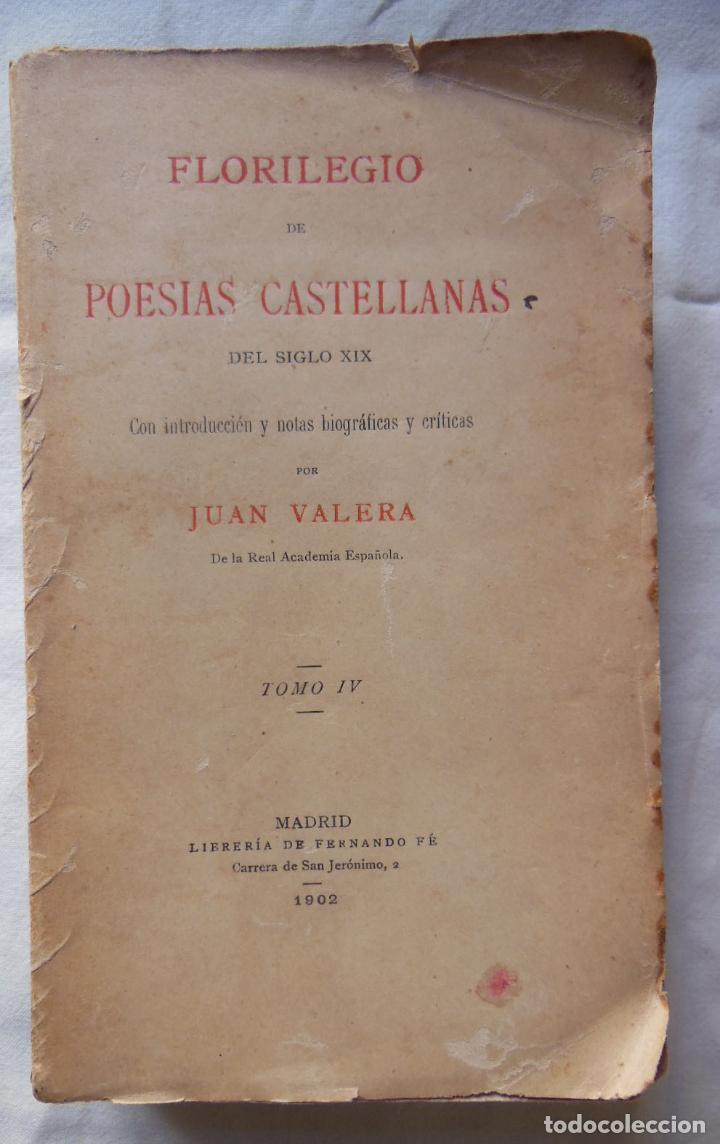 FLORILEGIO
DE
POESIAS CASTELLANAS
DEL SIGLO XIX
Con introducción y notas biográficas y críticas
POR
JUAN VALERA
De la Real Academia Española.
TOMO IV
MADRID
LIBRERÍA DE FERNANDO FÉ
Carrera de San Jerónimo, 2
1902
todocoleccion